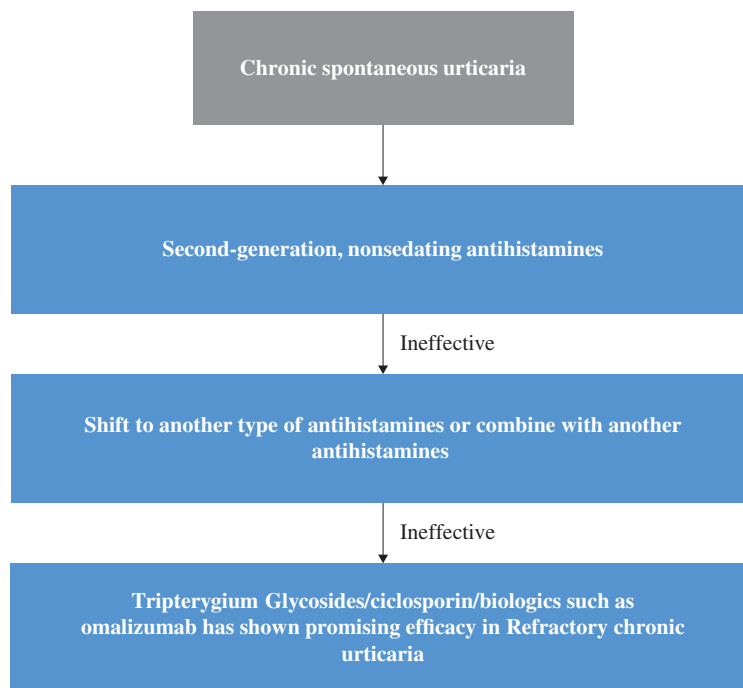 Chronic spontaneous urticaria
Second-generation, nonsedating antihistamines
Ineffective
Shift to another type of antihistamines or combine with another
antihistamines
Ineffective
Tripterygium Glycosides/ciclosporin/biologics such as
omalizumab has shown promising efficacy in Refractory chronic
urticaria